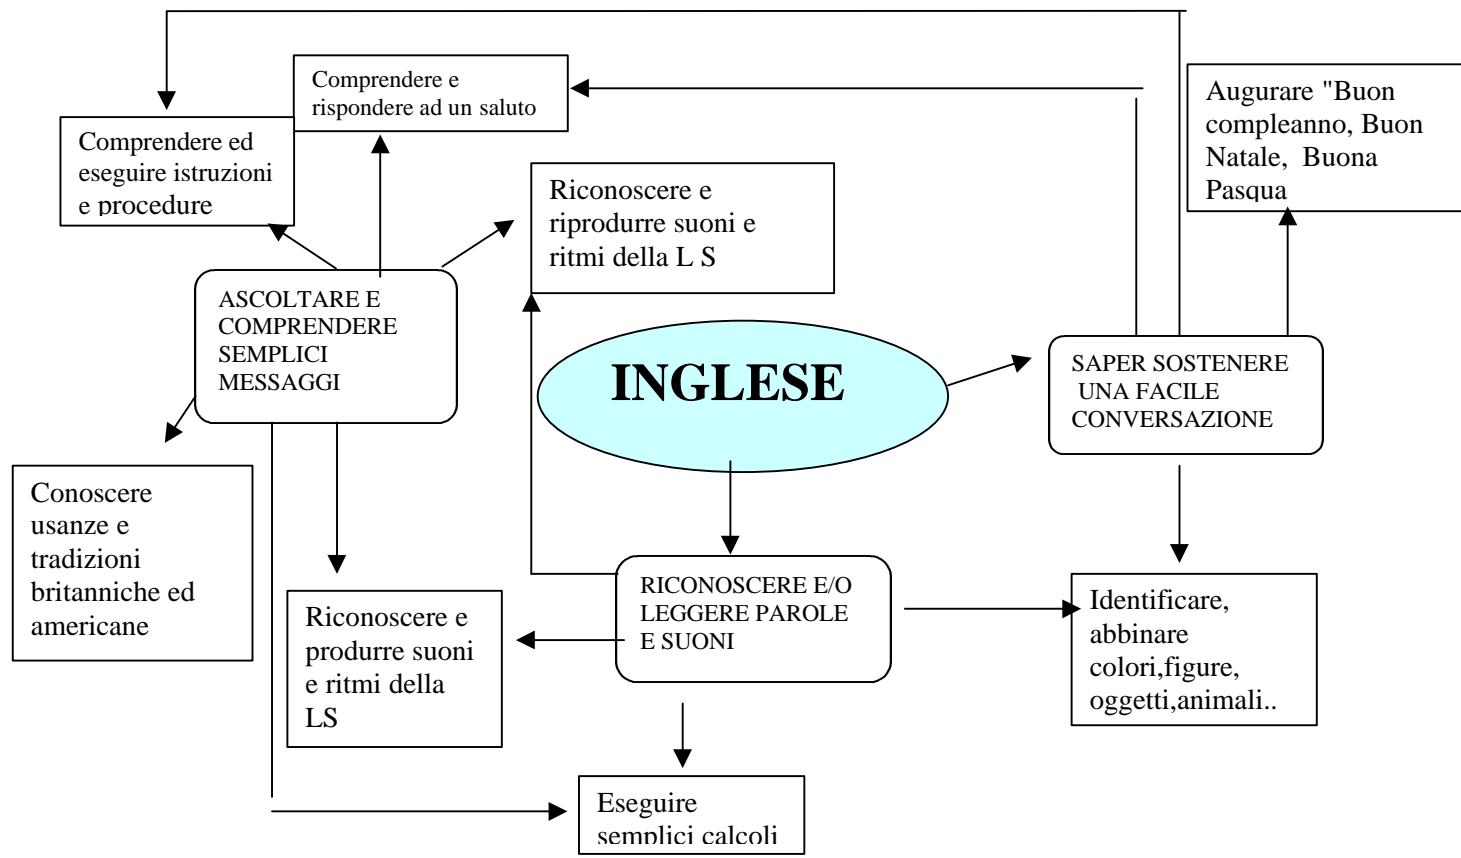 Comprendere e
rispondere ad un saluto
Augurare "Buon
compleanno, Buon
Natale, Buona
Pasqua
Comprendere ed
eseguire istruzioni
e procedure
Riconoscere e
riprodurre suoni e
ritmi della L S
ASCOLTARE E
COMPRENDERE
SEMPLICI
MESSAGGI
INGLESE
SAPER SOSTENERE
UNA FACILE
CONVERSAZIONE
Conoscere
usanze e
tradizioni
britanniche ed
americane
Riconoscere e
produrre suoni
e ritmi della
LS
RICONOSCERE E/O
LEGGERE PAROLE
E SUONI
Identificare,
abbinare
colori,figure,
oggetti,animali..
Eseguire
semplici calcoli